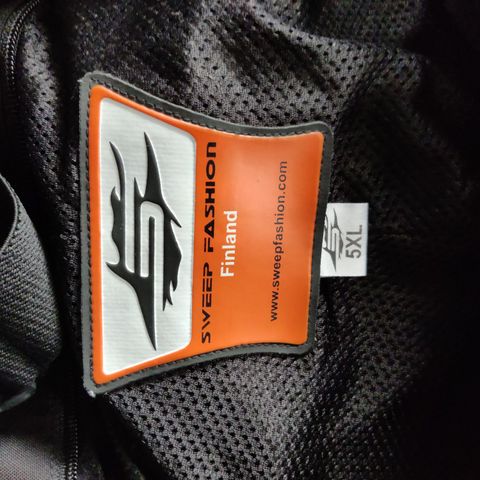 SWEEP FASHION
Finland
www.sweepfashion.com
5XL